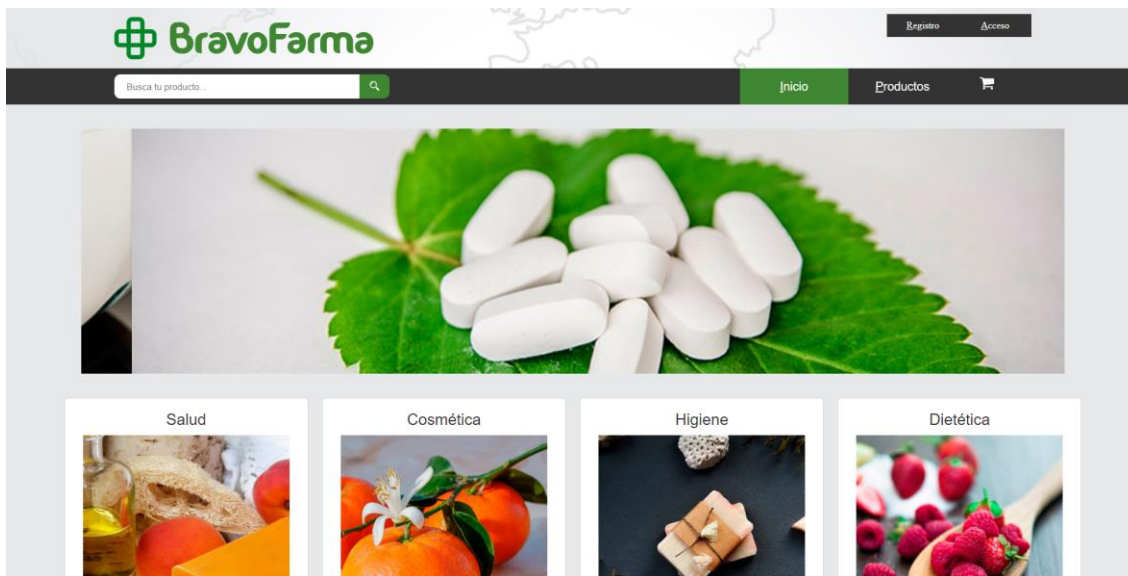 BravoFarma
Registro Acceso
Busca tu producto...
Inicio Productos
Salud Cosmética Higiene Dietética